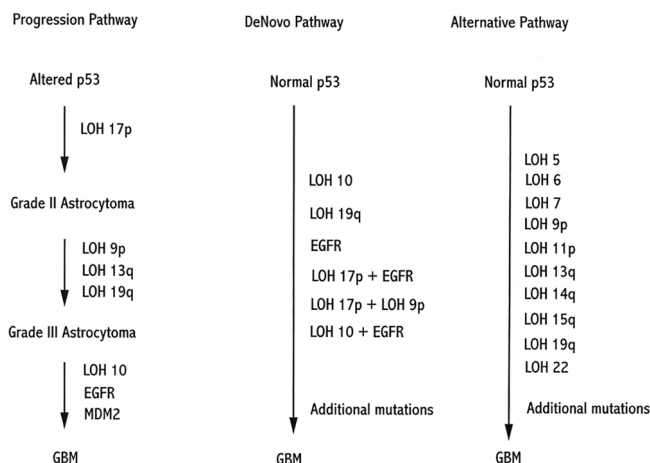 Progression Pathway
Altered p53
LOH 17p
Grade II Astrocytoma
LOH 9p
LOH 13q
LOH 19q
Grade III Astrocytoma
LOH 10
EGFR
MDM2
GBM
DeNovo Pathway
Normal p53
LOH 10
LOH 19q
EGFR
LOH 17p + EGFR
LOH 17p + LOH 9p
LOH 10 + EGFR
Additional mutations
GBM
Alternative Pathway
Normal p53
LOH 5
LOH 6
LOH 7
LOH 9p
LOH 11p
LOH 13q
LOH 14q
LOH 15q
LOH 19q
LOH 22
Additional mutations
GBM